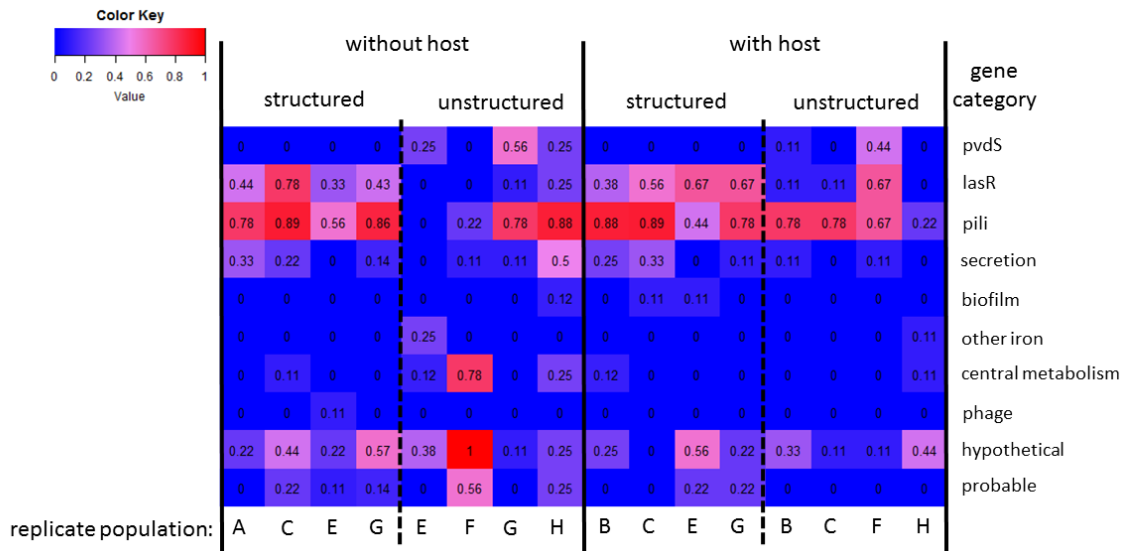 Color Key
0 0.2 0.4 0.6 0.8 1
Value
without host with host
structured unstructured structured unstructured gene category
0 0 0 0 0.25 0 0.56 0.25 0 0 0 0 0.11 0 0.44 0 pvdS
0.44 0.78 0.33 0.43 0 0 0.11 0.25 0.38 0.56 0.67 0.67 0.11 0.11 0.67 0 lasR
0.78 0.89 0.56 0.86 0 0.22 0.78 0.88 0.88 0.89 0.44 0.78 0.78 0.78 0.67 0.22 pili
0.33 0.22 0 0.14 0 0.11 0.11 0.5 0.25 0.33 0 0.11 0.11 0 0.11 0 secretion
0 0 0 0 0 0 0 0.12 0 0.11 0.11 0 0 0 0 0 biofilm
0 0 0 0 0.25 0 0 0 0 0 0 0 0 0 0 0.11 other iron
0 0.11 0 0 0.12 0.78 0 0.25 0.12 0 0 0 0 0 0 0.11 central metabolism
0 0 0.11 0 0 0 0 0 0 0 0 0 0 0 0 0 phage
0.22 0.44 0.22 0.57 0.38 1 0.11 0.25 0.25 0 0.56 0.22 0.33 0.11 0.11 0.44 hypothetical
0 0.22 0.11 0.14 0 0.56 0 0.25 0 0 0.22 0.22 0 0 0 0 probable
replicate population: A C E G E F G H B C E G B C F H